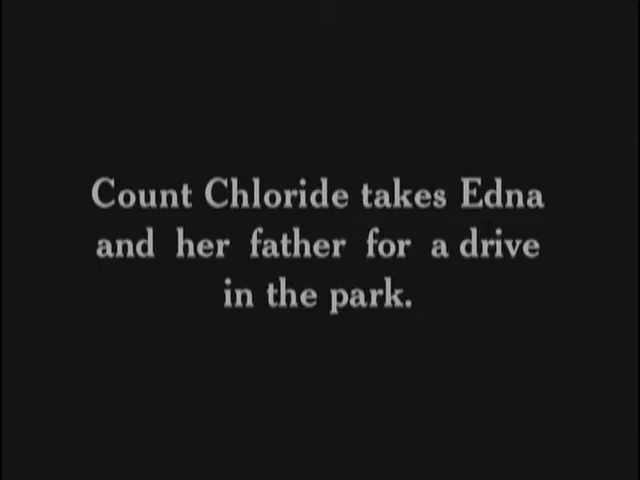 Count Chloride takes Edna
and her father for a drive
in the park.